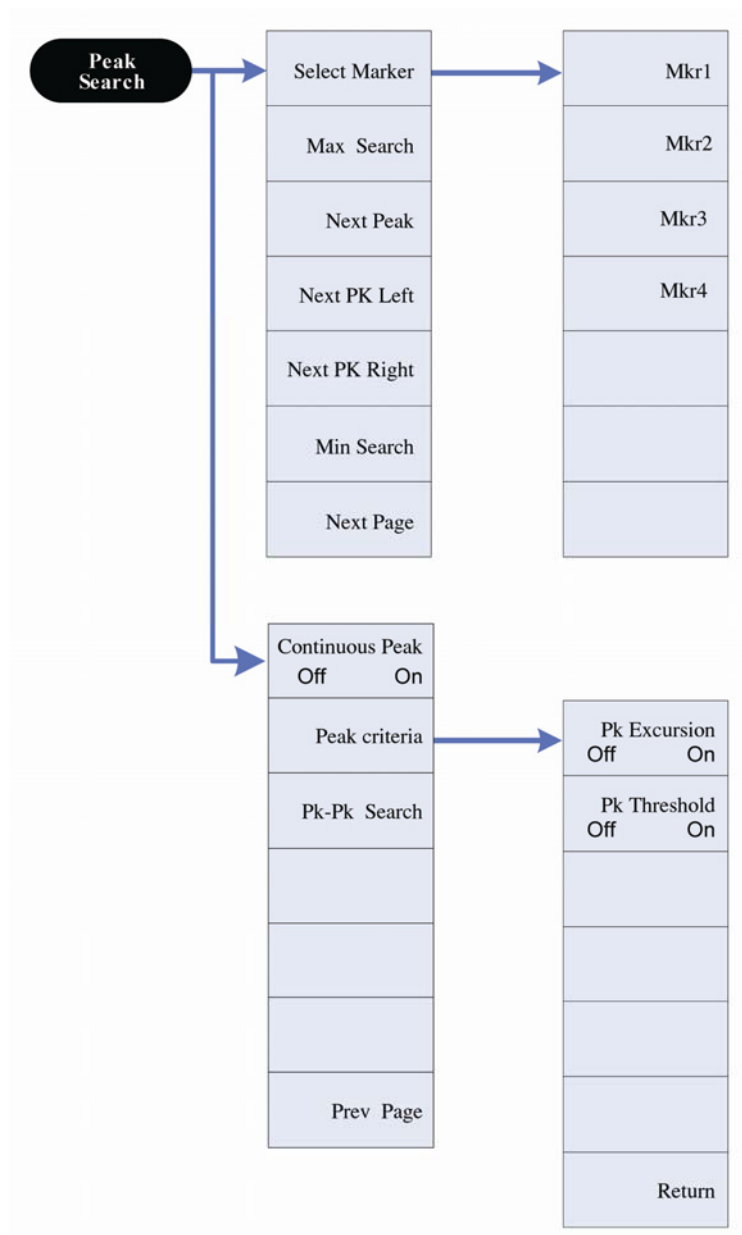 Peak
Search
Select Marker
Max Search
Next Peak
Next PK Left
Next PK Right
Min Search
Next Page
Mkr1
Mkr2
Mkr3
Mkr4
Continuous Peak
Off On
Peak criteria
Pk-Pk Search
Prev Page
Pk Excursion
Off On
Pk Threshold
Off On
Return